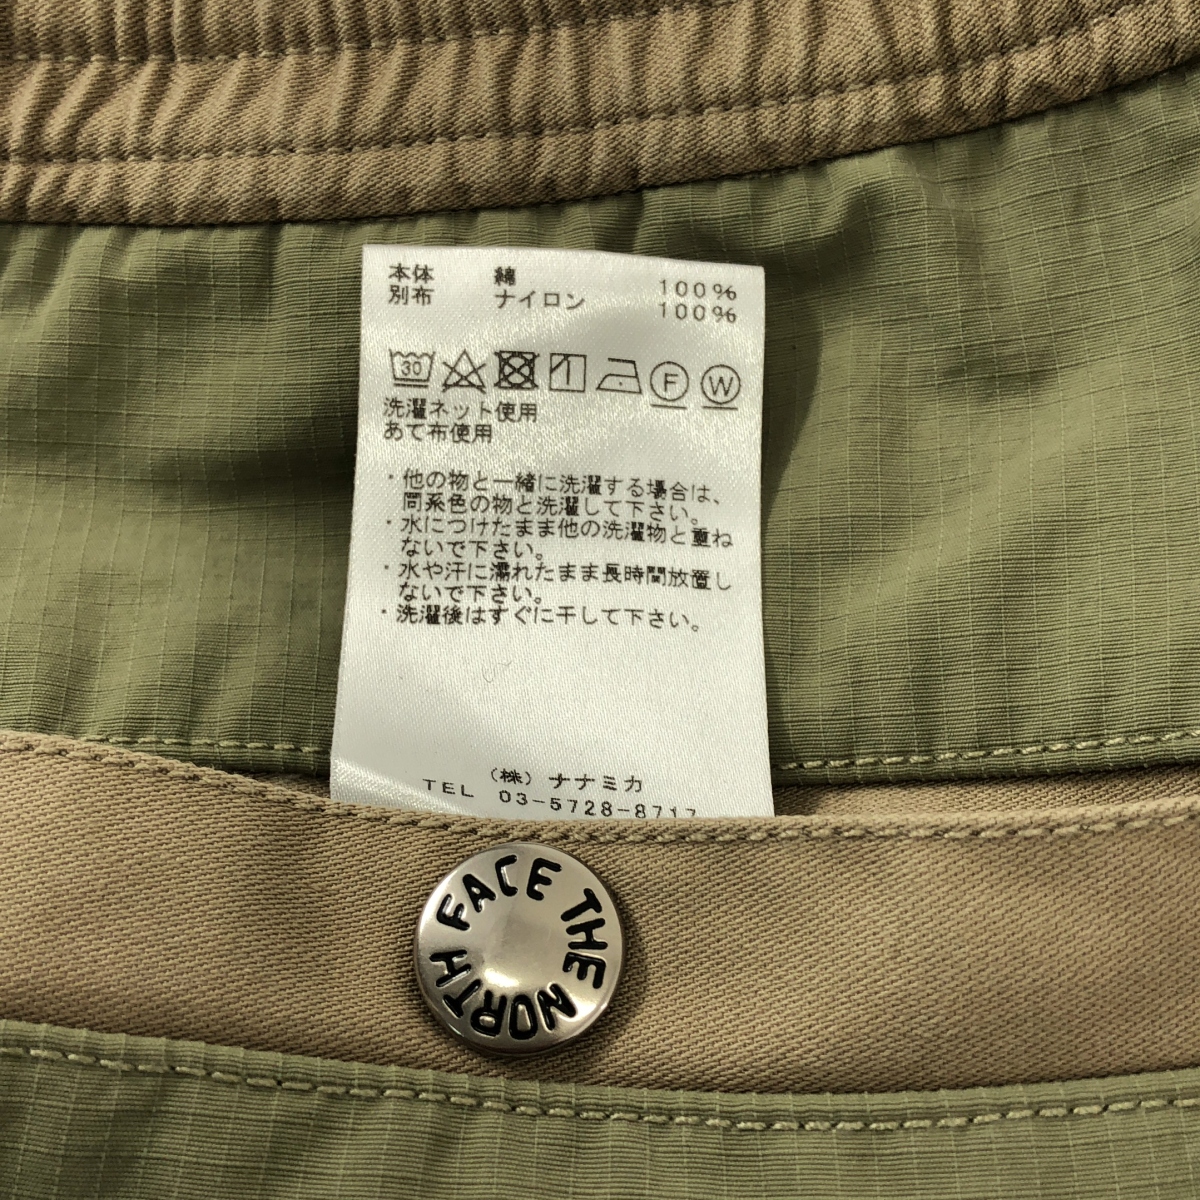 本体 綿 100%
別布 ナイロン 100%
30 F W
洗濯ネット使用
あて布使用
・他の物と一緒に洗濯する場合は、
同系色の物と洗濯して下さい。
・水につけたまま他の洗濯物と重ね
ないで下さい。
・水や汗に濡れたまま長時間放置し
ないで下さい。
・洗濯後はすぐに干して下さい。
(株) ナナミカ
TEL 03-5728-8717
THE NORTH FACE